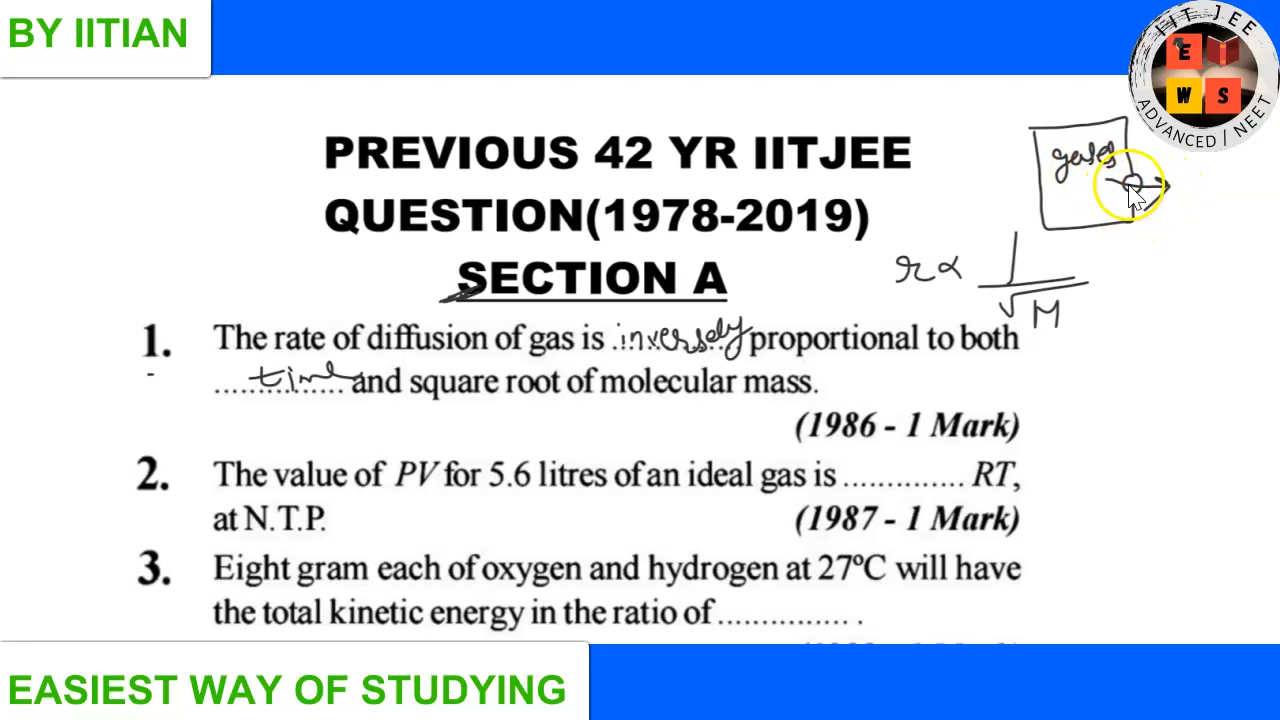 BY IITIAN
IIT JEE
E
W S
ADVANCED / NEET
PREVIOUS 42 YR IITJEE
QUESTION(1978-2019)
SECTION A
gases
r ∝ 1/√M
1. The rate of diffusion of gas is inversely proportional to both
...............time and square root of molecular mass.
(1986 - 1 Mark)
2. The value of PV for 5.6 litres of an ideal gas is .............. RT,
at N.T.P. (1987 - 1 Mark)
3. Eight gram each of oxygen and hydrogen at 27ºC will have
the total kinetic energy in the ratio of ............... .
EASIEST WAY OF STUDYING